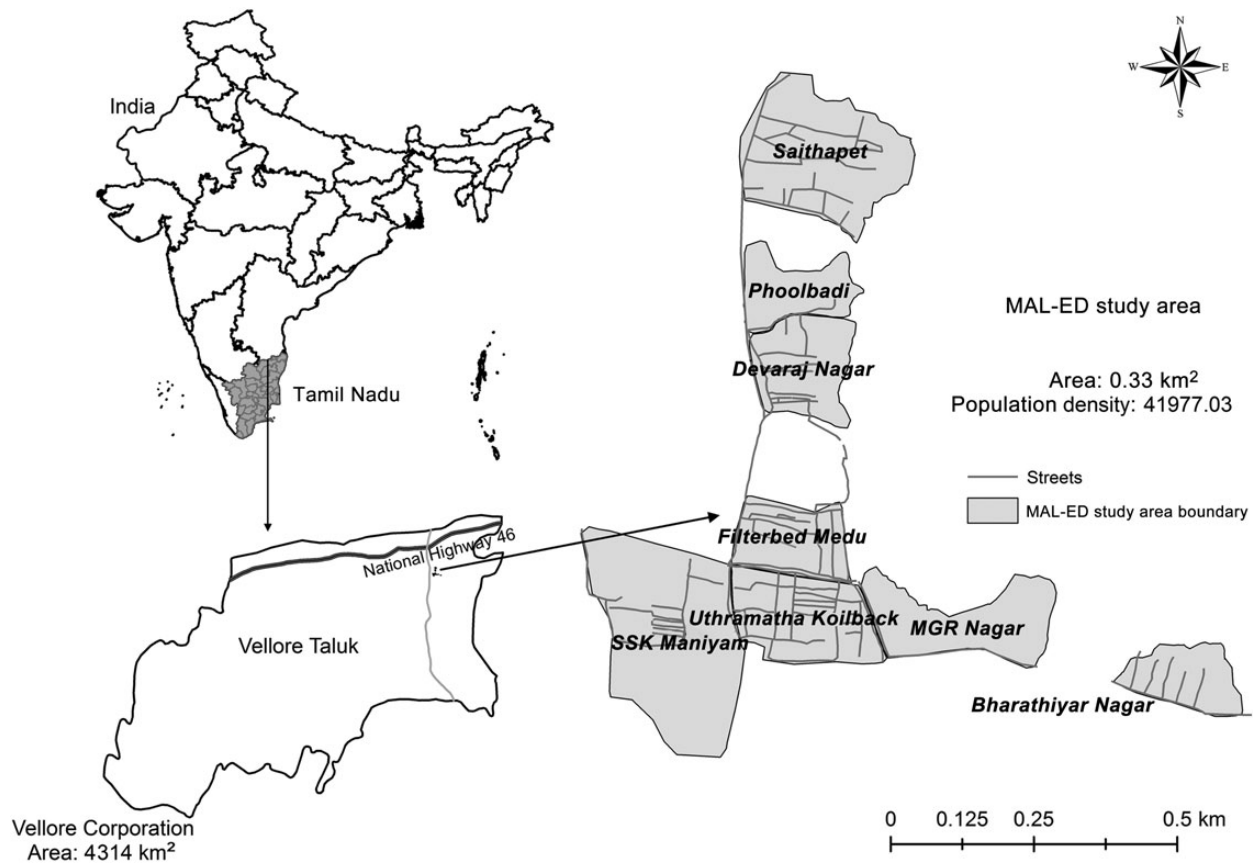 N
W
E
S
India
Saithapet
Phoolbadi
MAL-ED study area
Devaraj Nagar
Area: 0.33 km²
Tamil Nadu
Population density: 41977.03
Streets
MAL-ED study area boundary
National Highway 46
Filterbed Medu
Vellore Taluk
Uthramatha Koilback
SSK Maniyam
MGR Nagar
Bharathiyar Nagar
Vellore Corporation
Area: 4314 km²
0 0.125 0.25 0.5 km